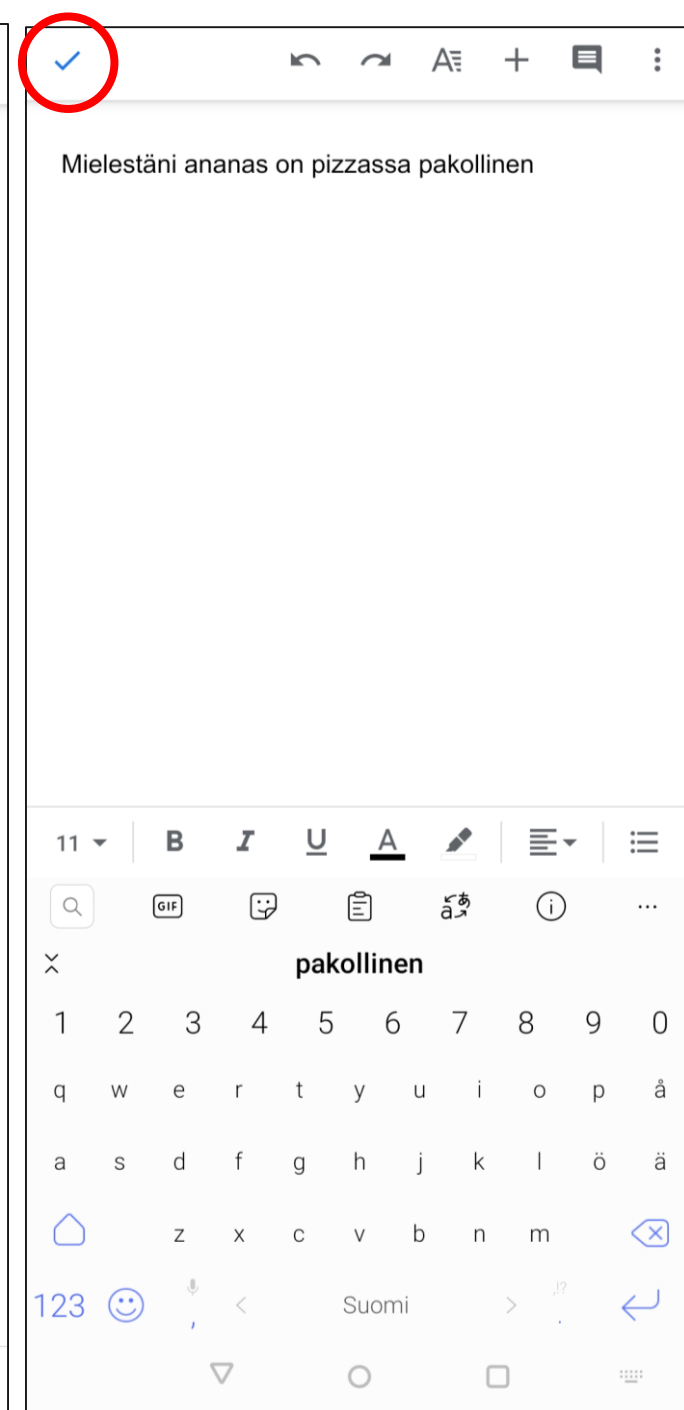 Mielestäni ananas on pizzassa pakollinen
11 B I U A
GIF
pakollinen
1 2 3 4 5 6 7 8 9 0
q w e r t y u i o p å
a s d f g h j k l ö ä
z x c v b n m
123 , < Suomi > ,!? .